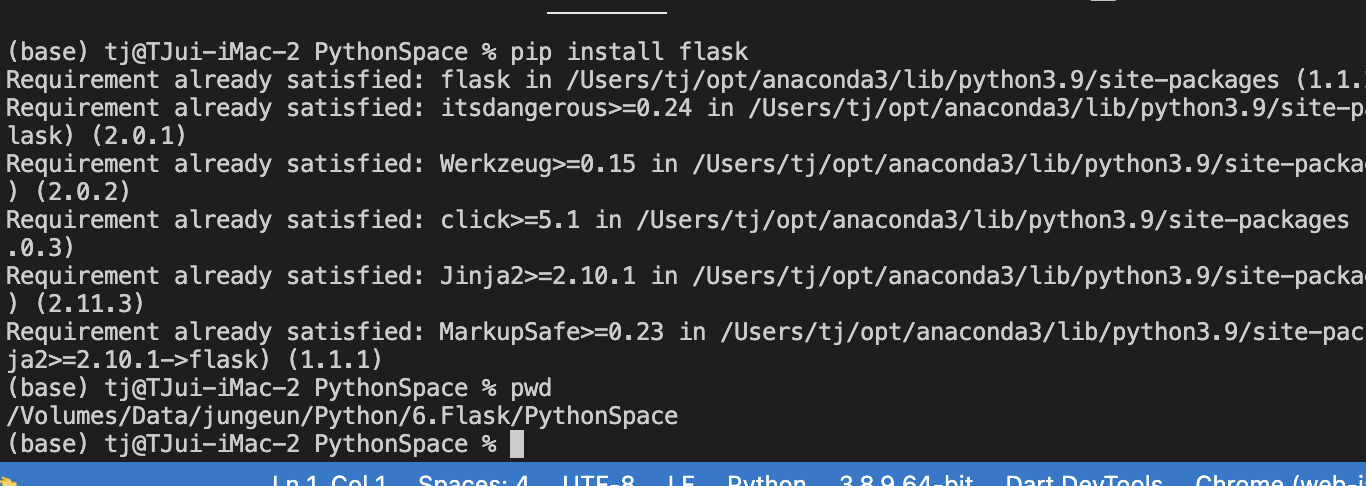 (base) tj@TJui-iMac-2 PythonSpace % pip install flask
Requirement already satisfied: flask in /Users/tj/opt/anaconda3/lib/python3.9/site-packages (1.1.
Requirement already satisfied: itsdangerous>=0.24 in /Users/tj/opt/anaconda3/lib/python3.9/site-p
lask) (2.0.1)
Requirement already satisfied: Werkzeug>=0.15 in /Users/tj/opt/anaconda3/lib/python3.9/site-packa
) (2.0.2)
Requirement already satisfied: click>=5.1 in /Users/tj/opt/anaconda3/lib/python3.9/site-packages
.0.3)
Requirement already satisfied: Jinja2>=2.10.1 in /Users/tj/opt/anaconda3/lib/python3.9/site-packa
) (2.11.3)
Requirement already satisfied: MarkupSafe>=0.23 in /Users/tj/opt/anaconda3/lib/python3.9/site-pac
ja2>=2.10.1->flask) (1.1.1)
(base) tj@TJui-iMac-2 PythonSpace % pwd
/Volumes/Data/jungeun/Python/6.Flask/PythonSpace
(base) tj@TJui-iMac-2 PythonSpace %
Ln 1, Col 1 Spaces: 4 UTF-8 LF Python 3.8.9 64-bit Dart DevTools Chrome (web-j